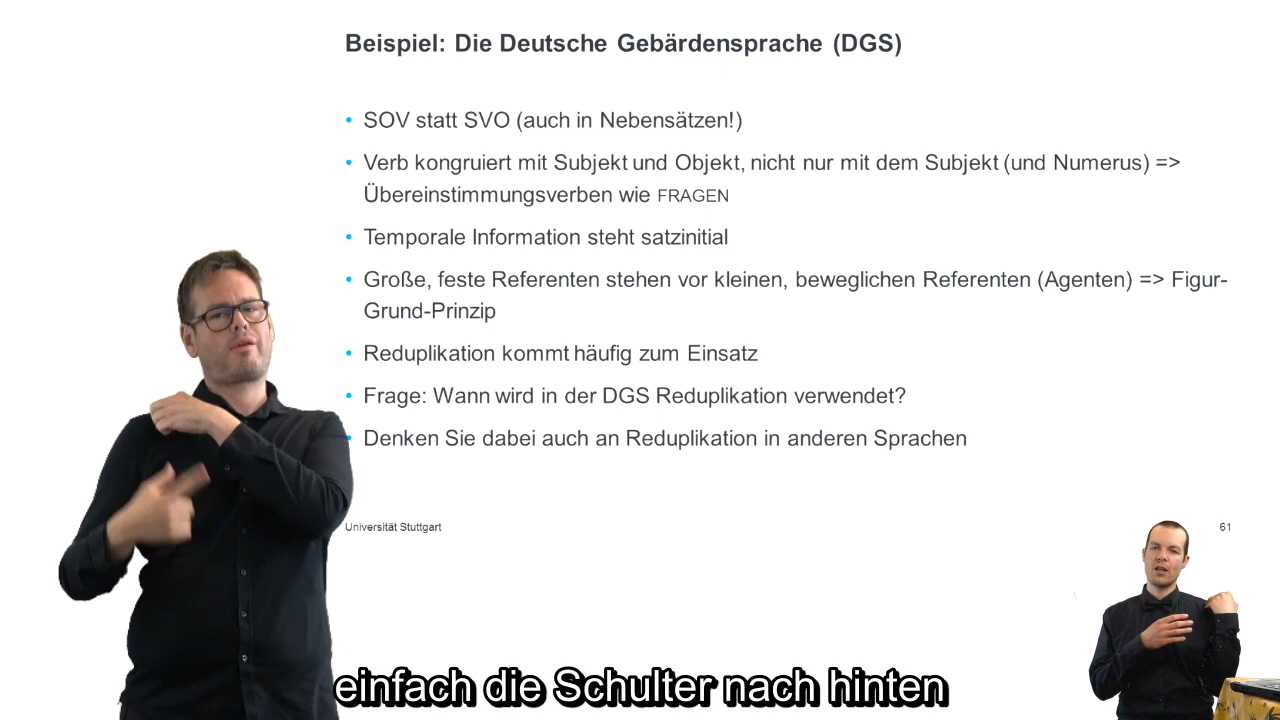 Beispiel: Die Deutsche Gebärdensprache (DGS)
• SOV statt SVO (auch in Nebensätzen!)
• Verb kongruiert mit Subjekt und Objekt, nicht nur mit dem Subjekt (und Numerus) =>
Übereinstimmungsverben wie FRAGEN
• Temporale Information steht satzinitial
• Große, feste Referenten stehen vor kleinen, beweglichen Referenten (Agenten) => Figur-
Grund-Prinzip
• Reduplikation kommt häufig zum Einsatz
• Frage: Wann wird in der DGS Reduplikation verwendet?
• Denken Sie dabei auch an Reduplikation in anderen Sprachen
Universität Stuttgart
61
einfach die Schulter nach hinten